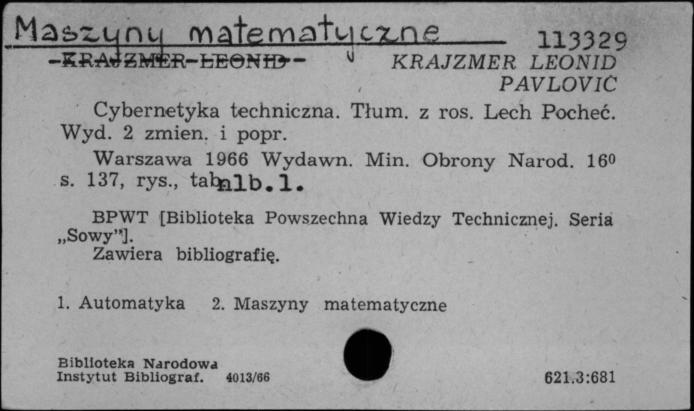 Maszyny matematyczne
113329
KRAJZMER LEONID
KRAJZMER LEONID
PAVLOVIČ
Cybernetyka techniczna. Tłum. z ros. Lech Pocheć.
Wyd. 2 zmien. i popr.
Warszawa 1966 Wydawn. Min. Obrony Narod. 16⁰
s. 137, rys., tab nlb. 1.
BPWT [Biblioteka Powszechna Wiedzy Technicznej. Seria
„Sowy”].
Zawiera bibliografię.
1. Automatyka 2. Maszyny matematyczne
Biblioteka Narodowa
Instytut Bibliograf. 4013/66
621.3:681